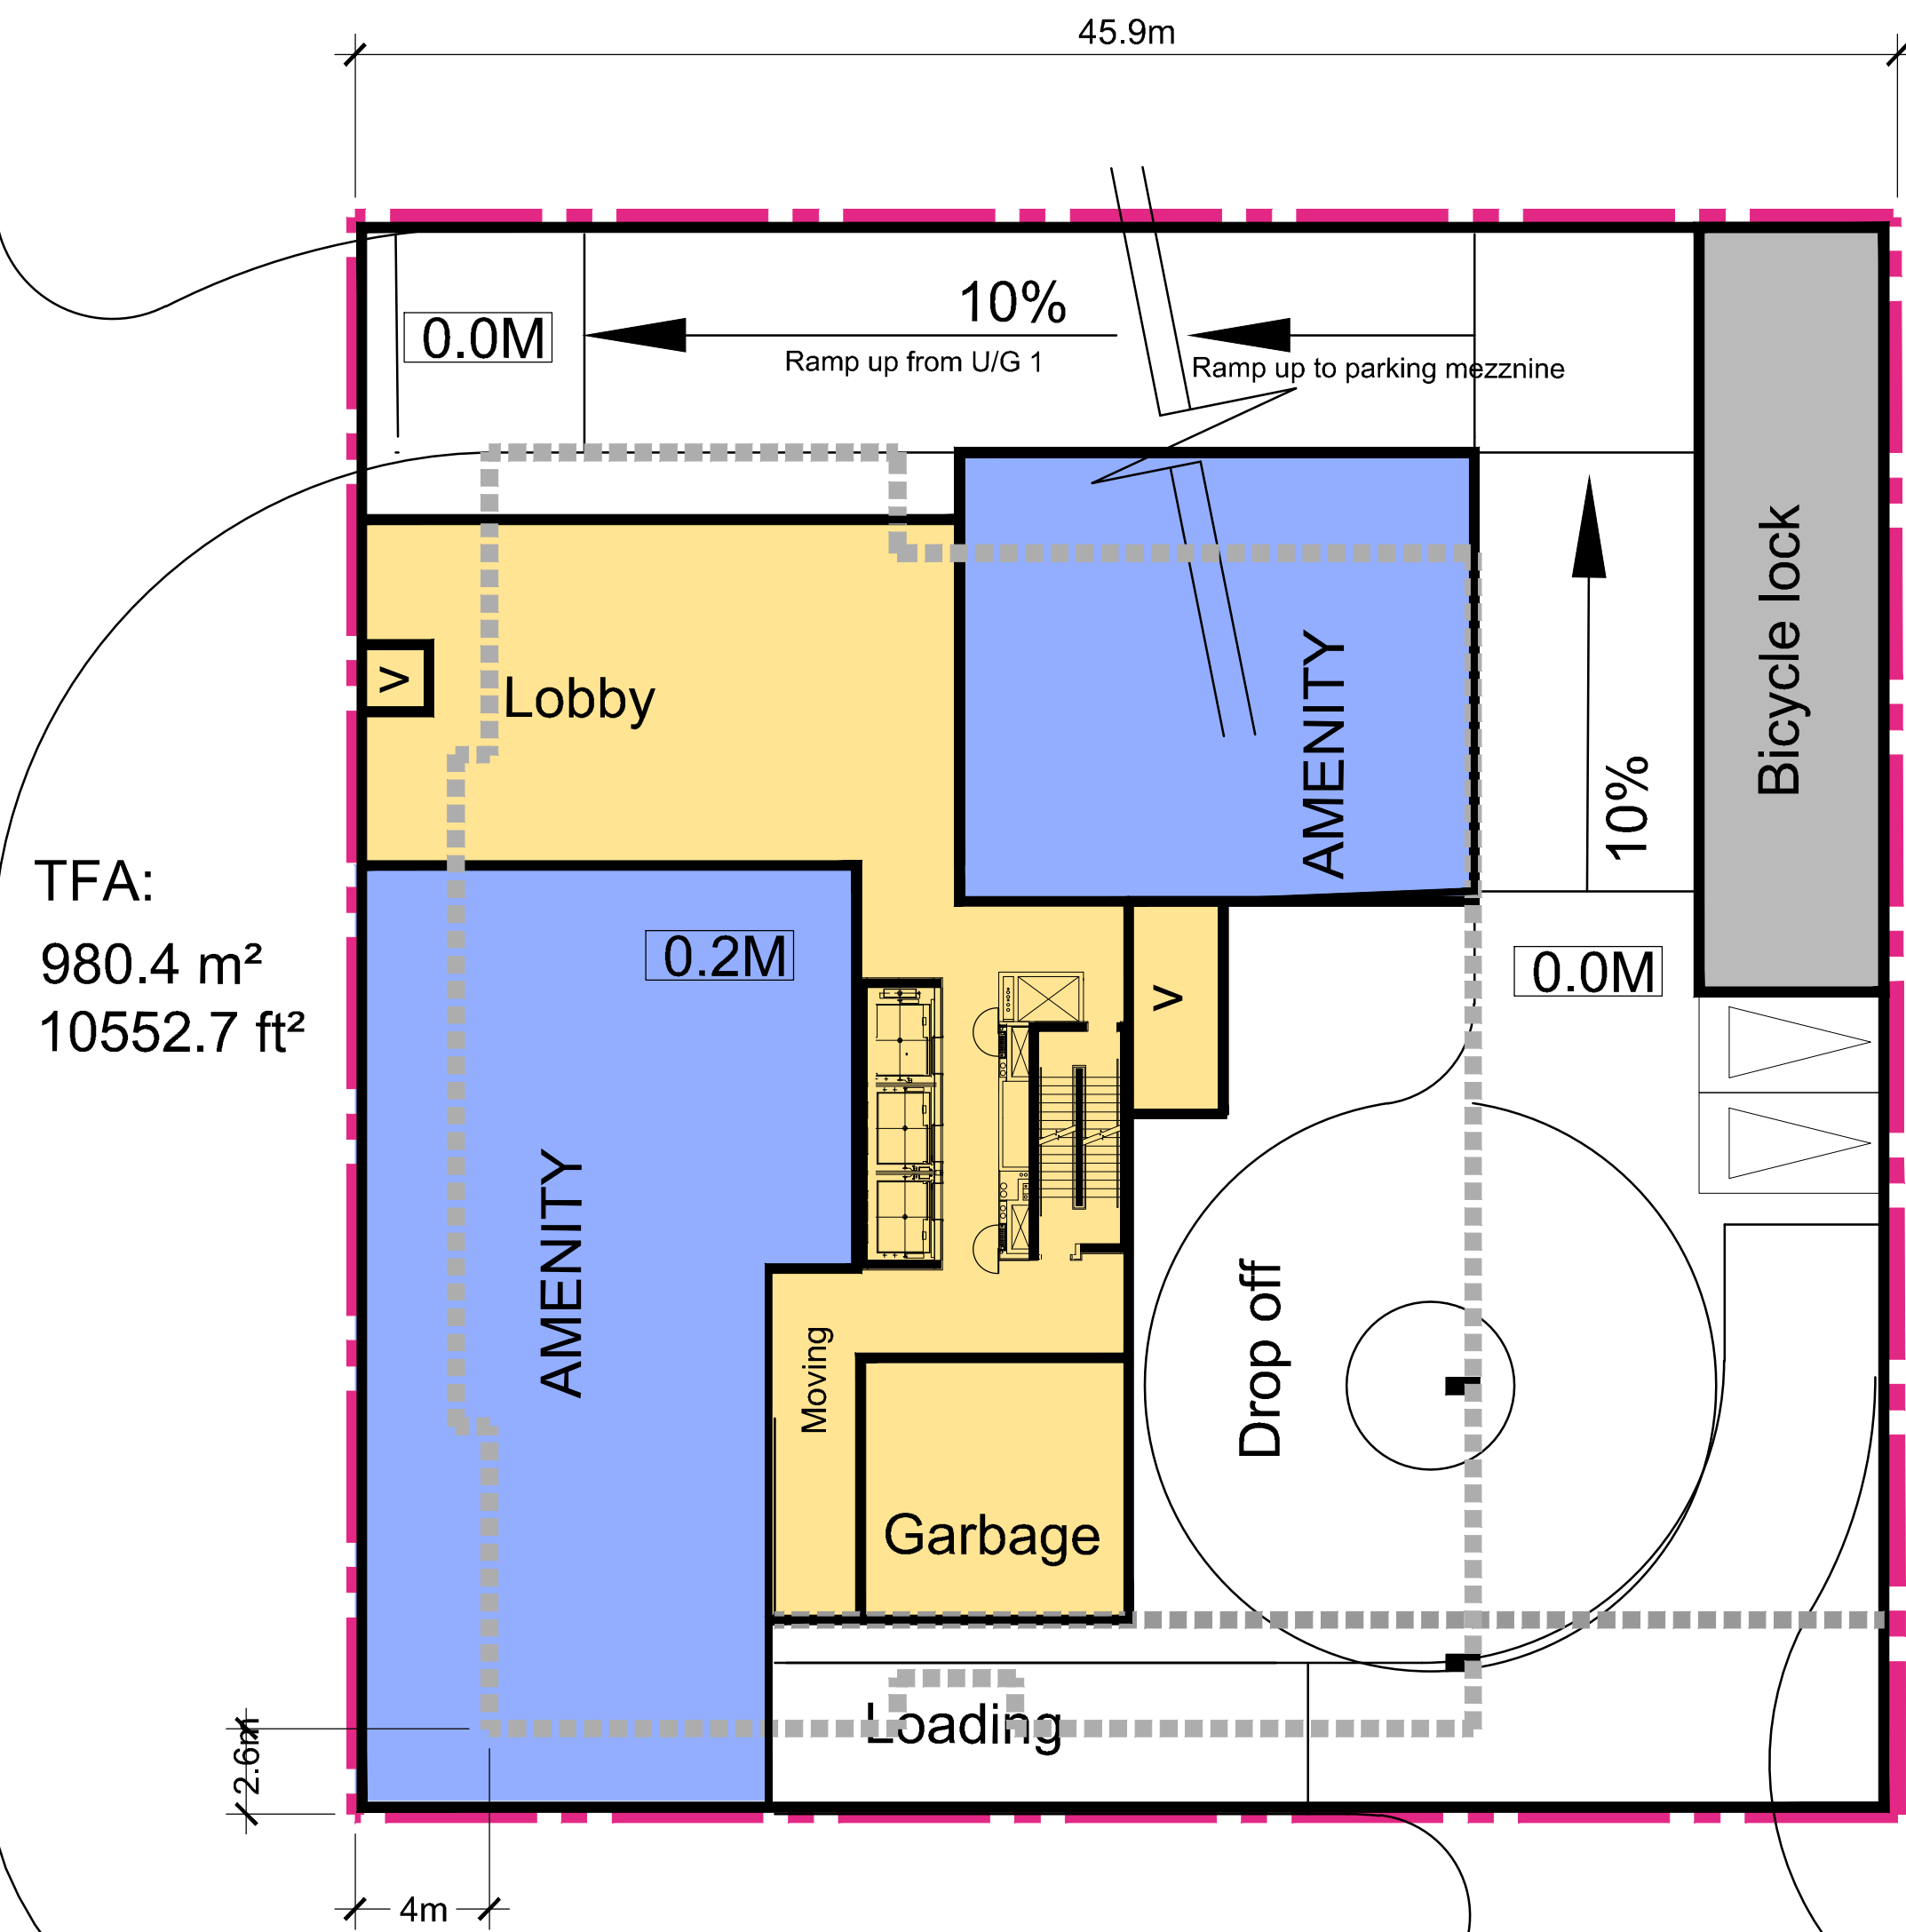 45.9m
0.0M
10%
Ramp up from U/G 1
Ramp up to parking mezznine
Bicycle lock
V
Lobby
AMENITY
10%
TFA:
980.4 m²
10552.7 ft²
0.2M
V
0.0M
AMENITY
Moving
Drop off
Garbage
Loading
2.6m
4m